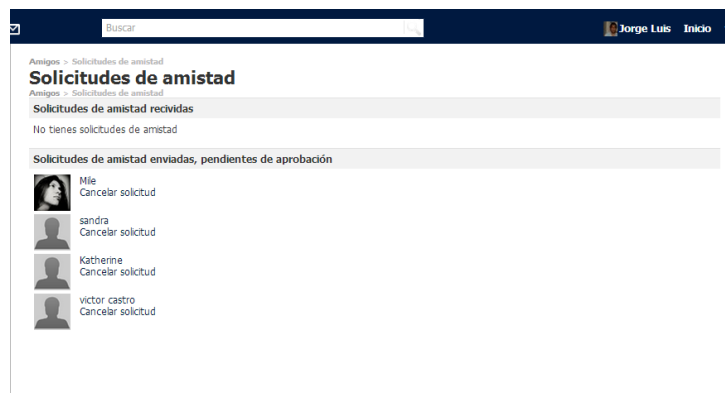 Buscar
Jorge Luis Inicio
Amigos > Solicitudes de amistad
Solicitudes de amistad
Amigos > Solicitudes de amistad
Solicitudes de amistad recividas
No tienes solicitudes de amistad
Solicitudes de amistad enviadas, pendientes de aprobación
Mile
Cancelar solicitud
sandra
Cancelar solicitud
Katherine
Cancelar solicitud
victor castro
Cancelar solicitud